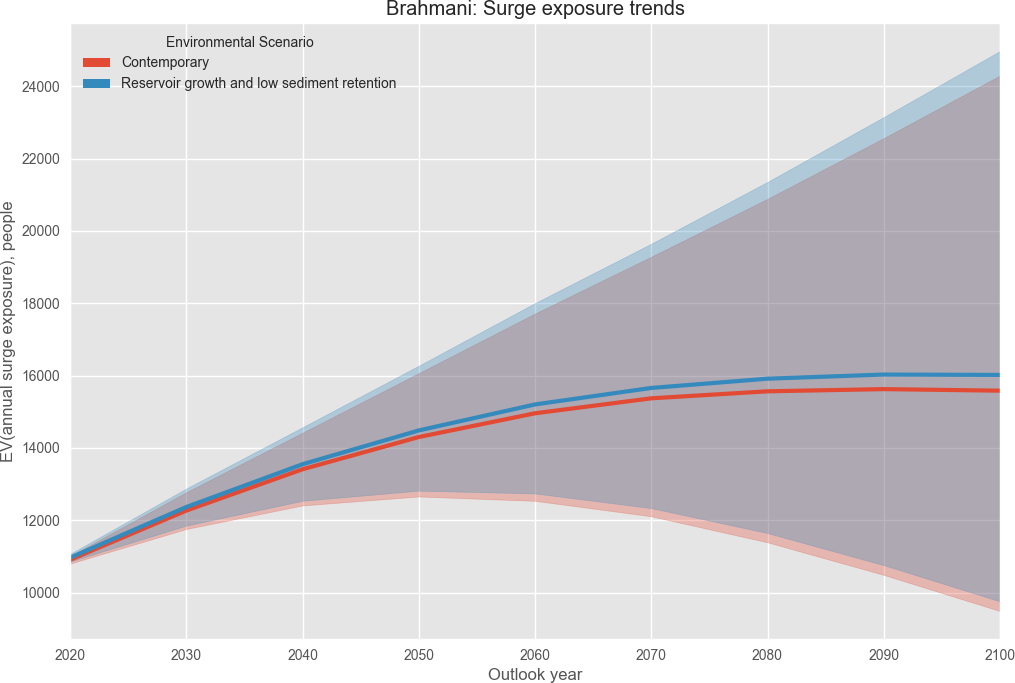 Brahmani: Surge exposure trends
Environmental Scenario
Contemporary
Reservoir growth and low sediment retention
EV(annual surge exposure), people
24000
22000
20000
18000
16000
14000
12000
10000
2020 2030 2040 2050 2060 2070 2080 2090 2100
Outlook year